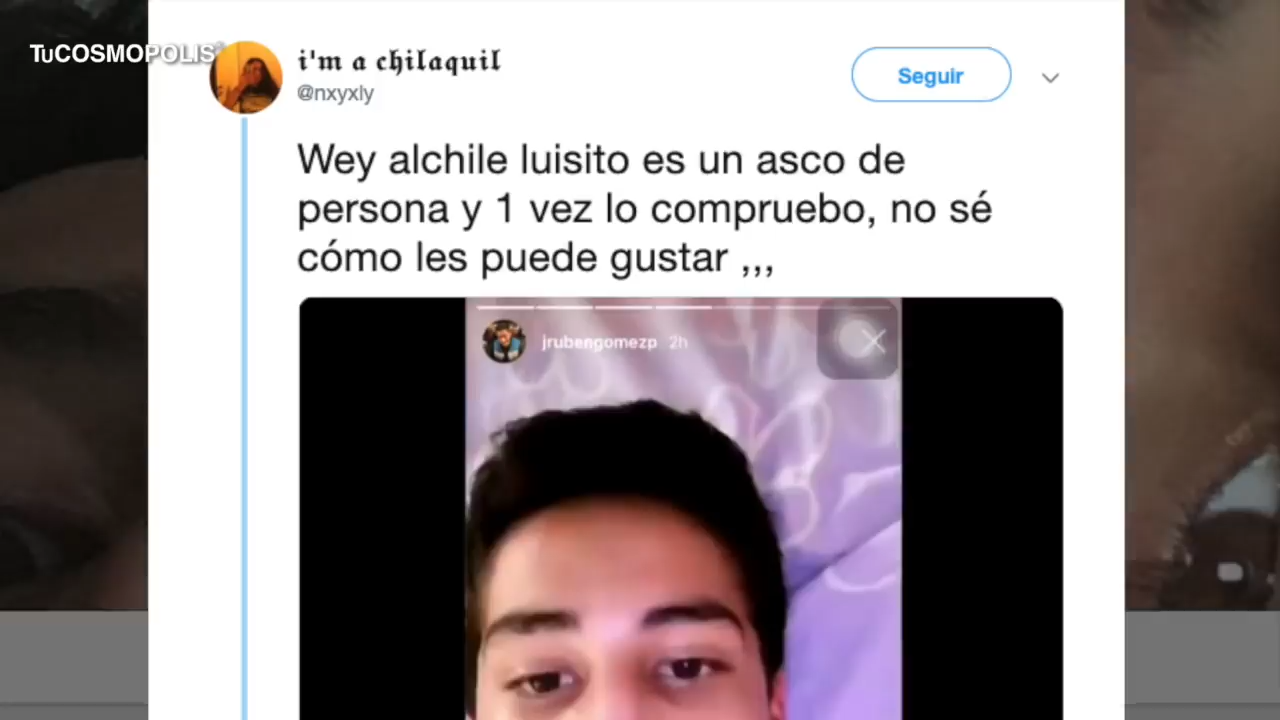 TUCOSMOPOLIS
i'm a chilaquil
@nxyxly
Seguir
Wey alchile luisito es un asco de
persona y 1 vez lo compruebo, no sé
cómo les puede gustar ,,,
jrubengomezp 2h